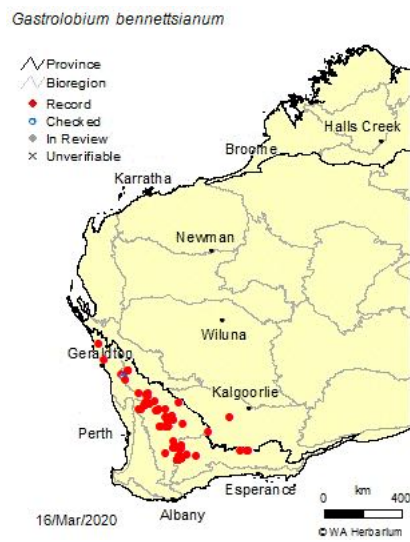 Gastrolobium bennettsianum
Province
Bioregion
Record
Checked
In Review
Unverifiable
Halls Creek
Broome
Karratha
Newman
Wiluna
Geraldton
Kalgoorlie
Perth
Esperance
Albany
km
0 400
16/Mar/2020
© WA Herbarium